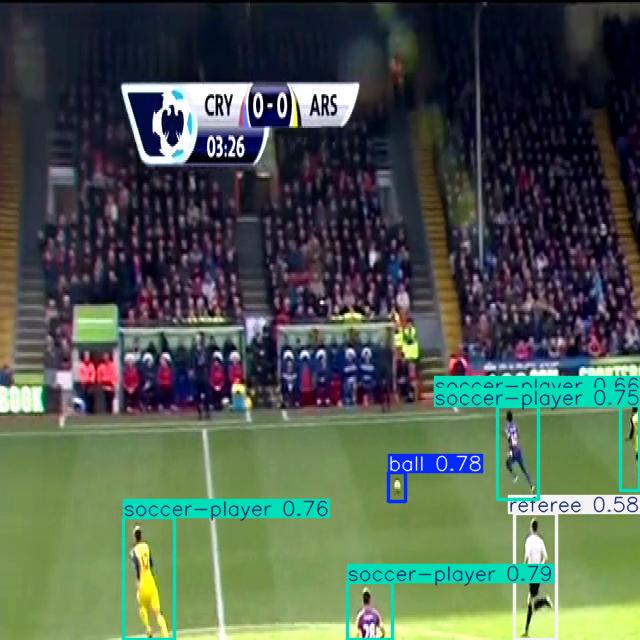 CRY 0-0 ARS
03:26
soccer-player 0.66
soccer-player 0.75
BOOK
ball 0.78
soccer-player 0.76
referee 0.58
soccer-player 0.79